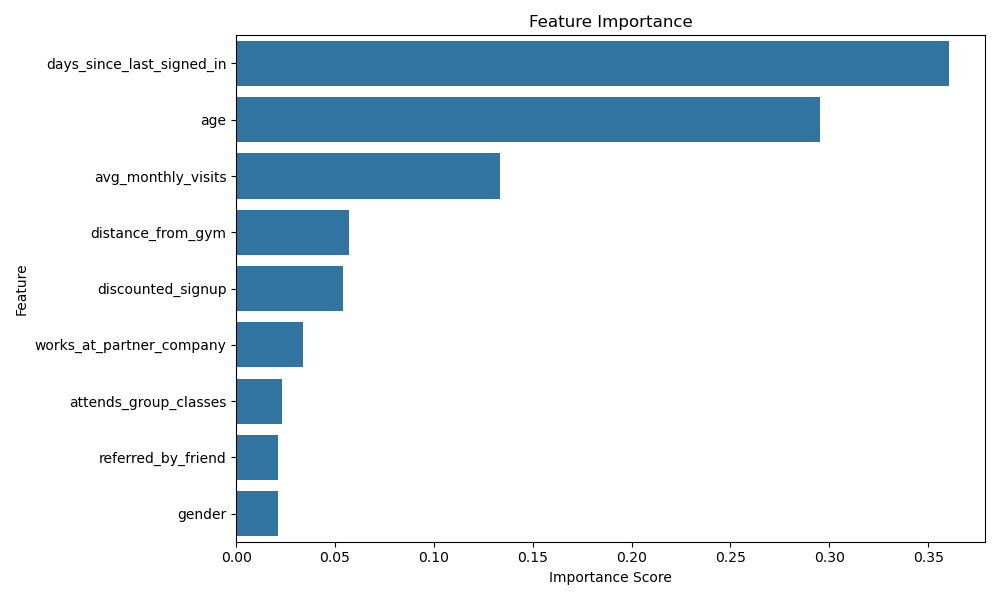 Feature Importance
days_since_last_signed_in
age
avg_monthly_visits
distance_from_gym
discounted_signup
works_at_partner_company
attends_group_classes
referred_by_friend
gender
Feature
0.00 0.05 0.10 0.15 0.20 0.25 0.30 0.35
Importance Score